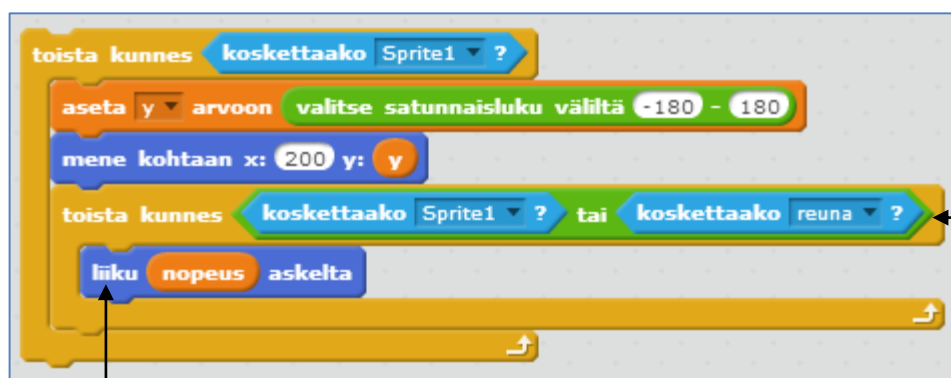 toista kunnes koskettaako Sprite1 ?
aseta y arvoon valitse satunnaisluku väliltä -180 - 180
mene kohtaan x: 200 y: y
toista kunnes koskettaako Sprite1 ? tai koskettaako reuna ?
liiku nopeus askelta